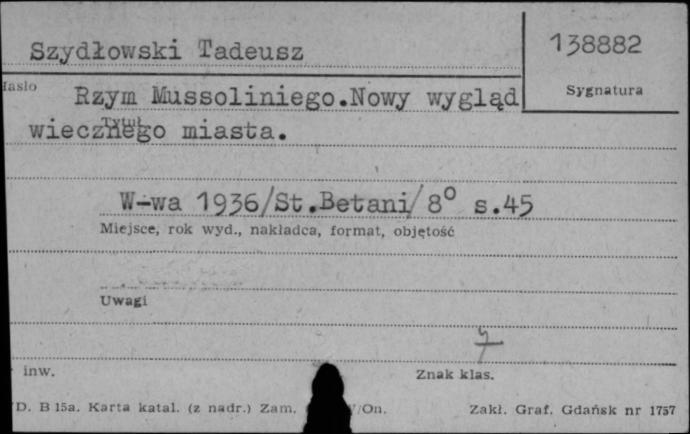 Szydłowski Tadeusz
138882
Hasło
Sygnatura
Rzym Mussoliniego.Nowy wygląd
wiecznego miasta.
Tytuł
W-wa 1936/St.Betani/ 8° s.45
Miejsce, rok wyd., nakładca, format, objętość
Uwagi
inw.
Znak klas.
D. B 15a. Karta katal. (z nadr.) Zam. /On.
Zakł. Graf. Gdańsk nr 1757